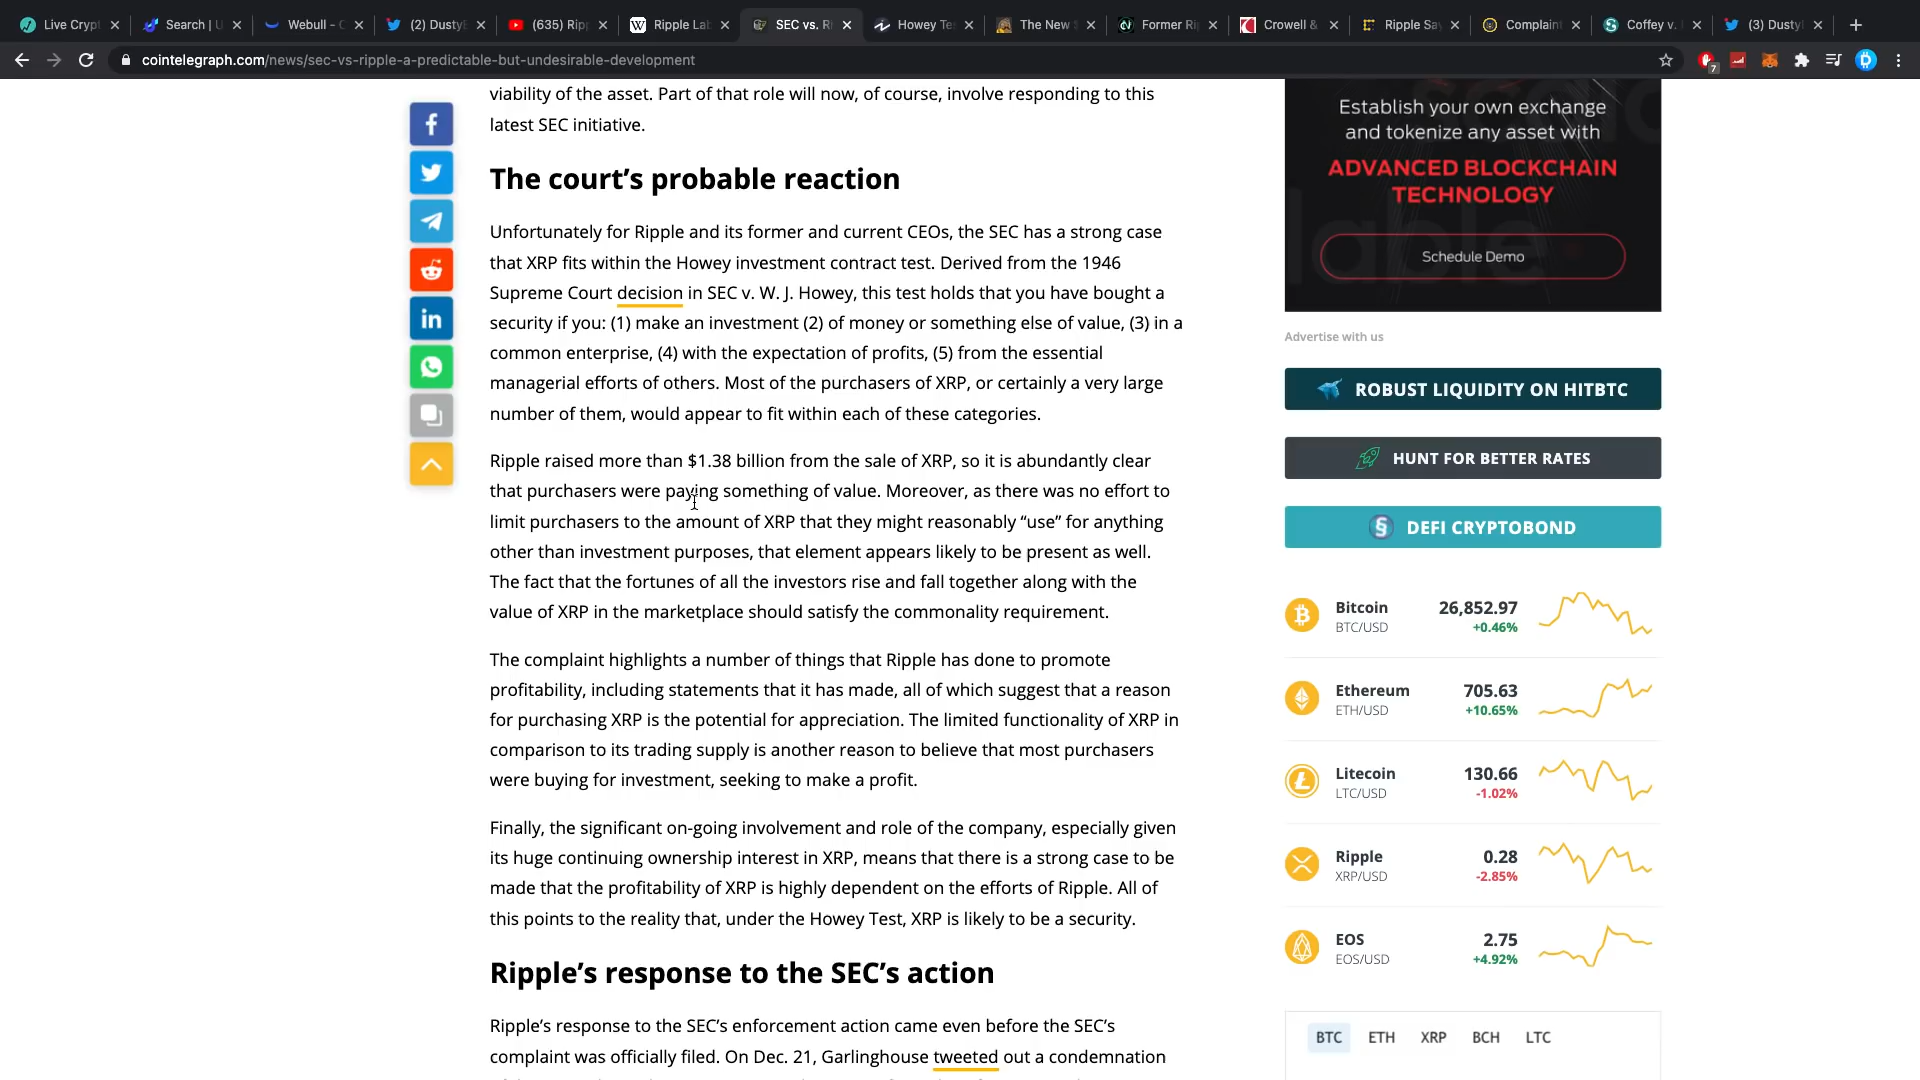 Live Crypt
Search | U
Webull - C
(2) DustyB
(635) Ripp
Ripple Lab
SEC vs. Ri
Howey Te
The New
Former Ri
Crowell &
Ripple Sa
Complain
Coffey v.
(3) Dusty
cointelegraph.com/news/sec-vs-ripple-a-predictable-but-undesirable-development
7
viability of the asset. Part of that role will now, of course, involve responding to this
latest SEC initiative.
The court’s probable reaction
Unfortunately for Ripple and its former and current CEOs, the SEC has a strong case
that XRP fits within the Howey investment contract test. Derived from the 1946
Supreme Court decision in SEC v. W. J. Howey, this test holds that you have bought a
security if you: (1) make an investment (2) of money or something else of value, (3) in a
common enterprise, (4) with the expectation of profits, (5) from the essential
managerial efforts of others. Most of the purchasers of XRP, or certainly a very large
number of them, would appear to fit within each of these categories.
Ripple raised more than $1.38 billion from the sale of XRP, so it is abundantly clear
that purchasers were paying something of value. Moreover, as there was no effort to
limit purchasers to the amount of XRP that they might reasonably “use” for anything
other than investment purposes, that element appears likely to be present as well.
The fact that the fortunes of all the investors rise and fall together along with the
value of XRP in the marketplace should satisfy the commonality requirement.
The complaint highlights a number of things that Ripple has done to promote
profitability, including statements that it has made, all of which suggest that a reason
for purchasing XRP is the potential for appreciation. The limited functionality of XRP in
comparison to its trading supply is another reason to believe that most purchasers
were buying for investment, seeking to make a profit.
Finally, the significant on-going involvement and role of the company, especially given
its huge continuing ownership interest in XRP, means that there is a strong case to be
made that the profitability of XRP is highly dependent on the efforts of Ripple. All of
this points to the reality that, under the Howey Test, XRP is likely to be a security.
Ripple’s response to the SEC’s action
Ripple’s response to the SEC’s enforcement action came even before the SEC’s
complaint was officially filed. On Dec. 21, Garlinghouse tweeted out a condemnation
Establish your own exchange
and tokenize any asset with
ADVANCED BLOCKCHAIN
TECHNOLOGY
Schedule Demo
Advertise with us
ROBUST LIQUIDITY ON HITBTC
HUNT FOR BETTER RATES
DEFI CRYPTOBOND
Bitcoin 26,852.97
BTC/USD +0.46%
Ethereum 705.63
ETH/USD +10.65%
Litecoin 130.66
LTC/USD -1.02%
Ripple 0.28
XRP/USD -2.85%
EOS 2.75
EOS/USD +4.92%
BTC ETH XRP BCH LTC